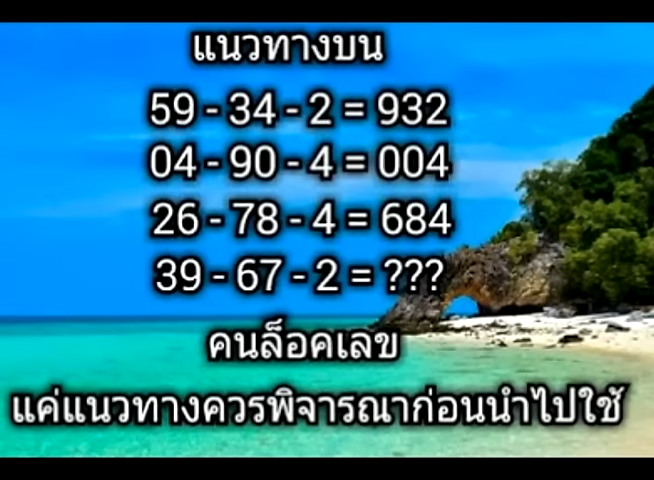 แนวทางบน
59 - 34 - 2 = 932
04 - 90 - 4 = 004
26 - 78 - 4 = 684
39 - 67 - 2 = ???
คนล็อคเลข
แค่แนวทางควรพิจารณาก่อนนำไปใช้